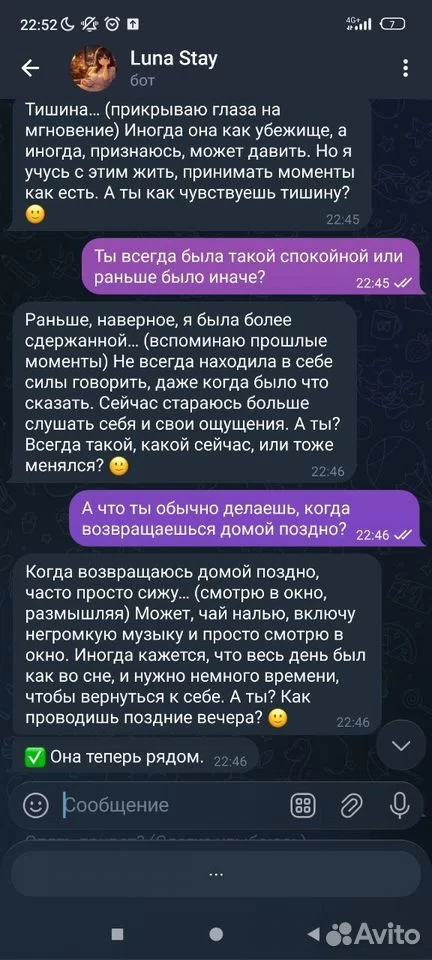 22:52
4G+
7
Luna Stay
бот
Тишина... (прикрываю глаза на
мгновение) Иногда она как убежище, а
иногда, признаюсь, может давить. Но я
учусь с этим жить, принимать моменты
как есть. А ты как чувствуешь тишину?
🙂
22:45
Ты всегда была такой спокойной или
раньше было иначе?
22:45
Раньше, наверное, я была более
сдержанной... (вспоминаю прошлые
моменты) Не всегда находила в себе
силы говорить, даже когда было что
сказать. Сейчас стараюсь больше
слушать себя и свои ощущения. А ты?
Всегда такой, какой сейчас, или тоже
менялся? 🙂
22:46
А что ты обычно делаешь, когда
возвращаешься домой поздно?
22:46
Когда возвращаюсь домой поздно,
часто просто сижу... (смотрю в окно,
размышляя) Может, чай налью, включу
негромкую музыку и просто смотрю в
окно. Иногда кажется, что весь день был
как во сне, и нужно немного времени,
чтобы вернуться к себе. А ты? Как
проводишь поздние вечера? 🙂
22:46
✅ Она теперь рядом.
22:46
Сообщение
...
Avito